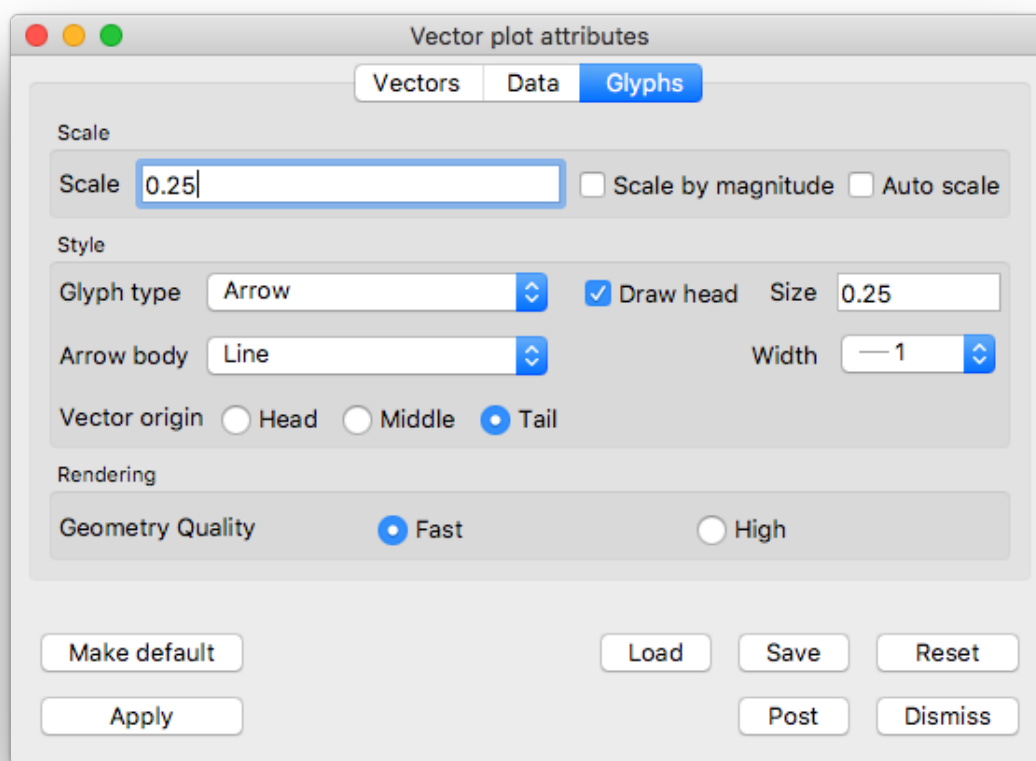 Vector plot attributes
Vectors Data Glyphs
Scale
Scale 0.25 Scale by magnitude Auto scale
Style
Glyph type Arrow Draw head Size 0.25
Arrow body Line Width 1
Vector origin Head Middle Tail
Rendering
Geometry Quality Fast High
Make default Load Save Reset
Apply Post Dismiss